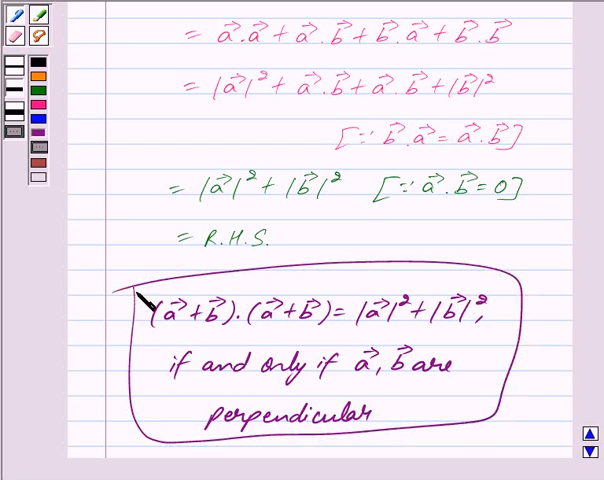 = a⃗.a⃗ + a⃗.b⃗ + b⃗.a⃗ + b⃗.b⃗
= |a⃗|² + a⃗.b⃗ + a⃗.b⃗ + |b⃗|²
[∵ b⃗.a⃗ = a⃗.b⃗]
= |a⃗|² + |b⃗|² [∵ a⃗.b⃗ = 0]
= R.H.S.
(a⃗+b⃗).(a⃗+b⃗) = |a⃗|² + |b⃗|²,
if and only if a⃗, b⃗ are
perpendicular